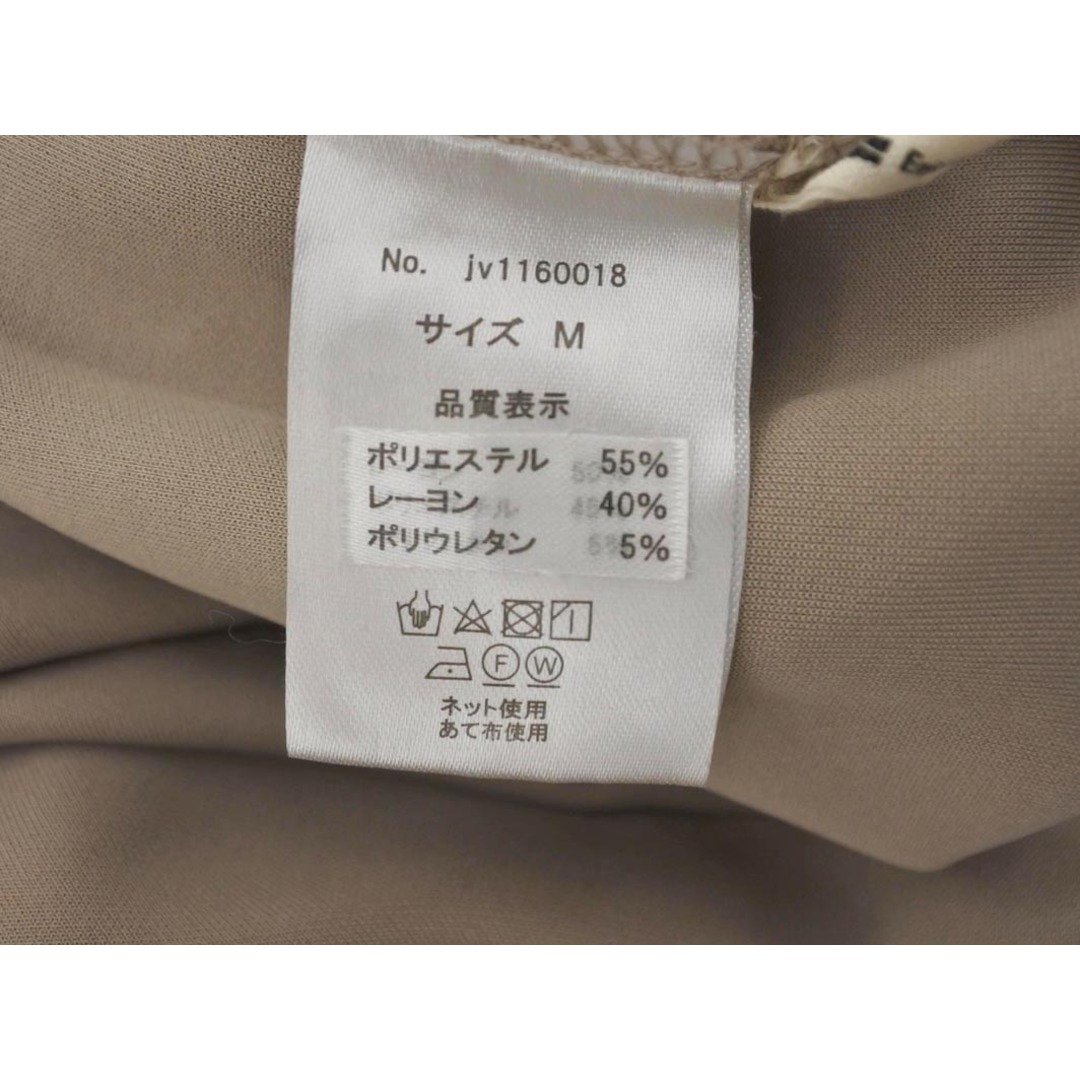 No. jv1160018
サイズ M
品質表示
ポリエステル 55%
レーヨン 40%
ポリウレタン 5%
F W
ネット使用
あて布使用